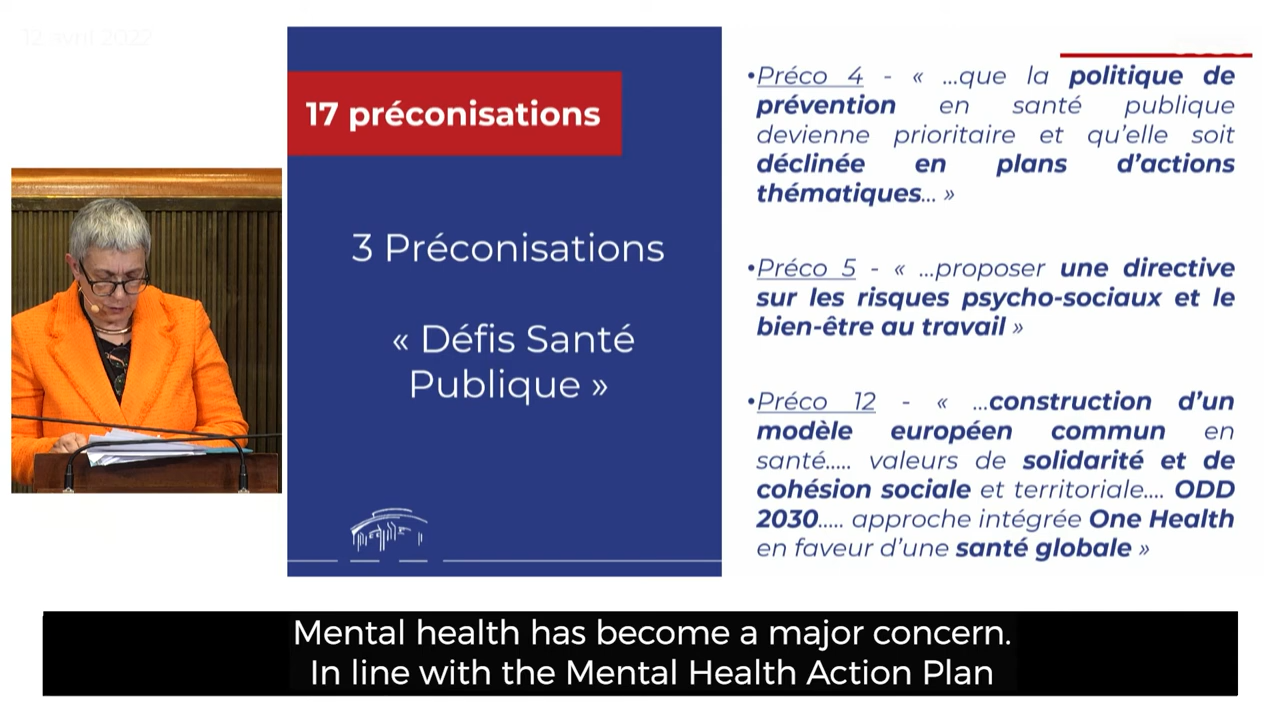 12 avril 2022
17 préconisations
3 Préconisations
« Défis Santé
Publique »
•Préco 4 - « ...que la politique de
prévention en santé publique
devienne prioritaire et qu'elle soit
déclinée en plans d'actions
thématiques... »
•Préco 5 - « ...proposer une directive
sur les risques psycho-sociaux et le
bien-être au travail »
•Préco 12 - « ...construction d'un
modèle européen commun en
santé..... valeurs de solidarité et de
cohésion sociale et territoriale.... ODD
2030..... approche intégrée One Health
en faveur d'une santé globale »
Mental health has become a major concern.
In line with the Mental Health Action Plan